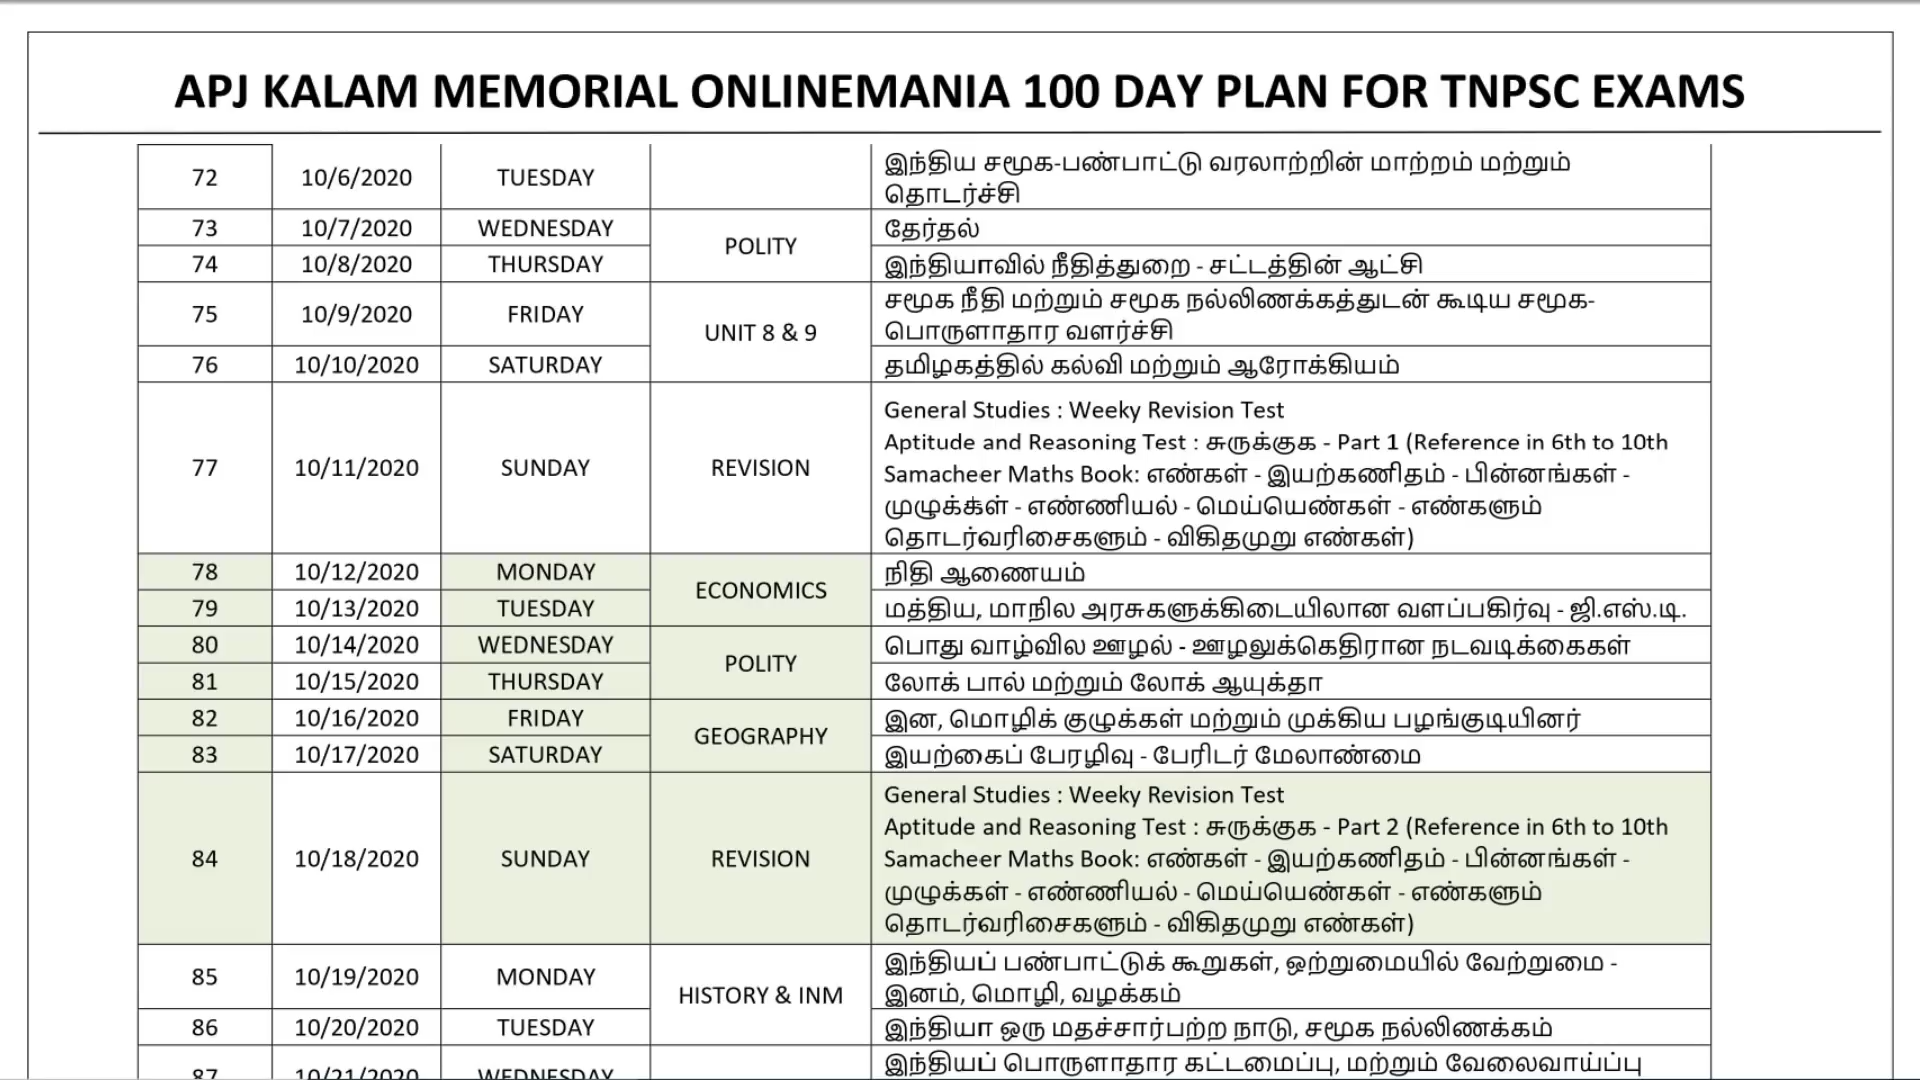 APJ KALAM MEMORIAL ONLINEMANIA 100 DAY PLAN FOR TNPSC EXAMS
72 10/6/2020 TUESDAY இந்திய சமூக-பண்பாட்டு வரலாற்றின் மாற்றம் மற்றும்
தொடர்ச்சி
73 10/7/2020 WEDNESDAY POLITY தேர்தல்
74 10/8/2020 THURSDAY இந்தியாவில் நீதித்துறை - சட்டத்தின் ஆட்சி
75 10/9/2020 FRIDAY UNIT 8 & 9 சமூக நீதி மற்றும் சமூக நல்லிணக்கத்துடன் கூடிய சமூக-
பொருளாதார வளர்ச்சி
76 10/10/2020 SATURDAY தமிழகத்தில் கல்வி மற்றும் ஆரோக்கியம்
77 10/11/2020 SUNDAY REVISION General Studies : Weeky Revision Test
Aptitude and Reasoning Test : சுருக்குக - Part 1 (Reference in 6th to 10th
Samacheer Maths Book: எண்கள் - இயற்கணிதம் - பின்னங்கள் -
முழுக்கள் - எண்ணியல் - மெய்யெண்கள் - எண்களும்
தொடர்வரிசைகளும் - விகிதமுறு எண்கள்)
78 10/12/2020 MONDAY ECONOMICS நிதி ஆணையம்
79 10/13/2020 TUESDAY மத்திய, மாநில அரசுகளுக்கிடையிலான வளப்பகிர்வு - ஜி.எஸ்.டி.
80 10/14/2020 WEDNESDAY POLITY பொது வாழ்வில ஊழல் - ஊழலுக்கெதிரான நடவடிக்கைகள்
81 10/15/2020 THURSDAY லோக் பால் மற்றும் லோக் ஆயுக்தா
82 10/16/2020 FRIDAY GEOGRAPHY இன, மொழிக் குழுக்கள் மற்றும் முக்கிய பழங்குடியினர்
83 10/17/2020 SATURDAY இயற்கைப் பேரழிவு - பேரிடர் மேலாண்மை
84 10/18/2020 SUNDAY REVISION General Studies : Weeky Revision Test
Aptitude and Reasoning Test : சுருக்குக - Part 2 (Reference in 6th to 10th
Samacheer Maths Book: எண்கள் - இயற்கணிதம் - பின்னங்கள் -
முழுக்கள் - எண்ணியல் - மெய்யெண்கள் - எண்களும்
தொடர்வரிசைகளும் - விகிதமுறு எண்கள்)
85 10/19/2020 MONDAY HISTORY & INM இந்தியப் பண்பாட்டுக் கூறுகள், ஒற்றுமையில் வேற்றுமை -
இனம், மொழி, வழக்கம்
86 10/20/2020 TUESDAY இந்தியா ஒரு மதச்சார்பற்ற நாடு, சமூக நல்லிணக்கம்
87 10/21/2020 WEDNESDAY இந்தியப் பொருளாதார கட்டமைப்பு, மற்றும் வேலைவாய்ப்பு